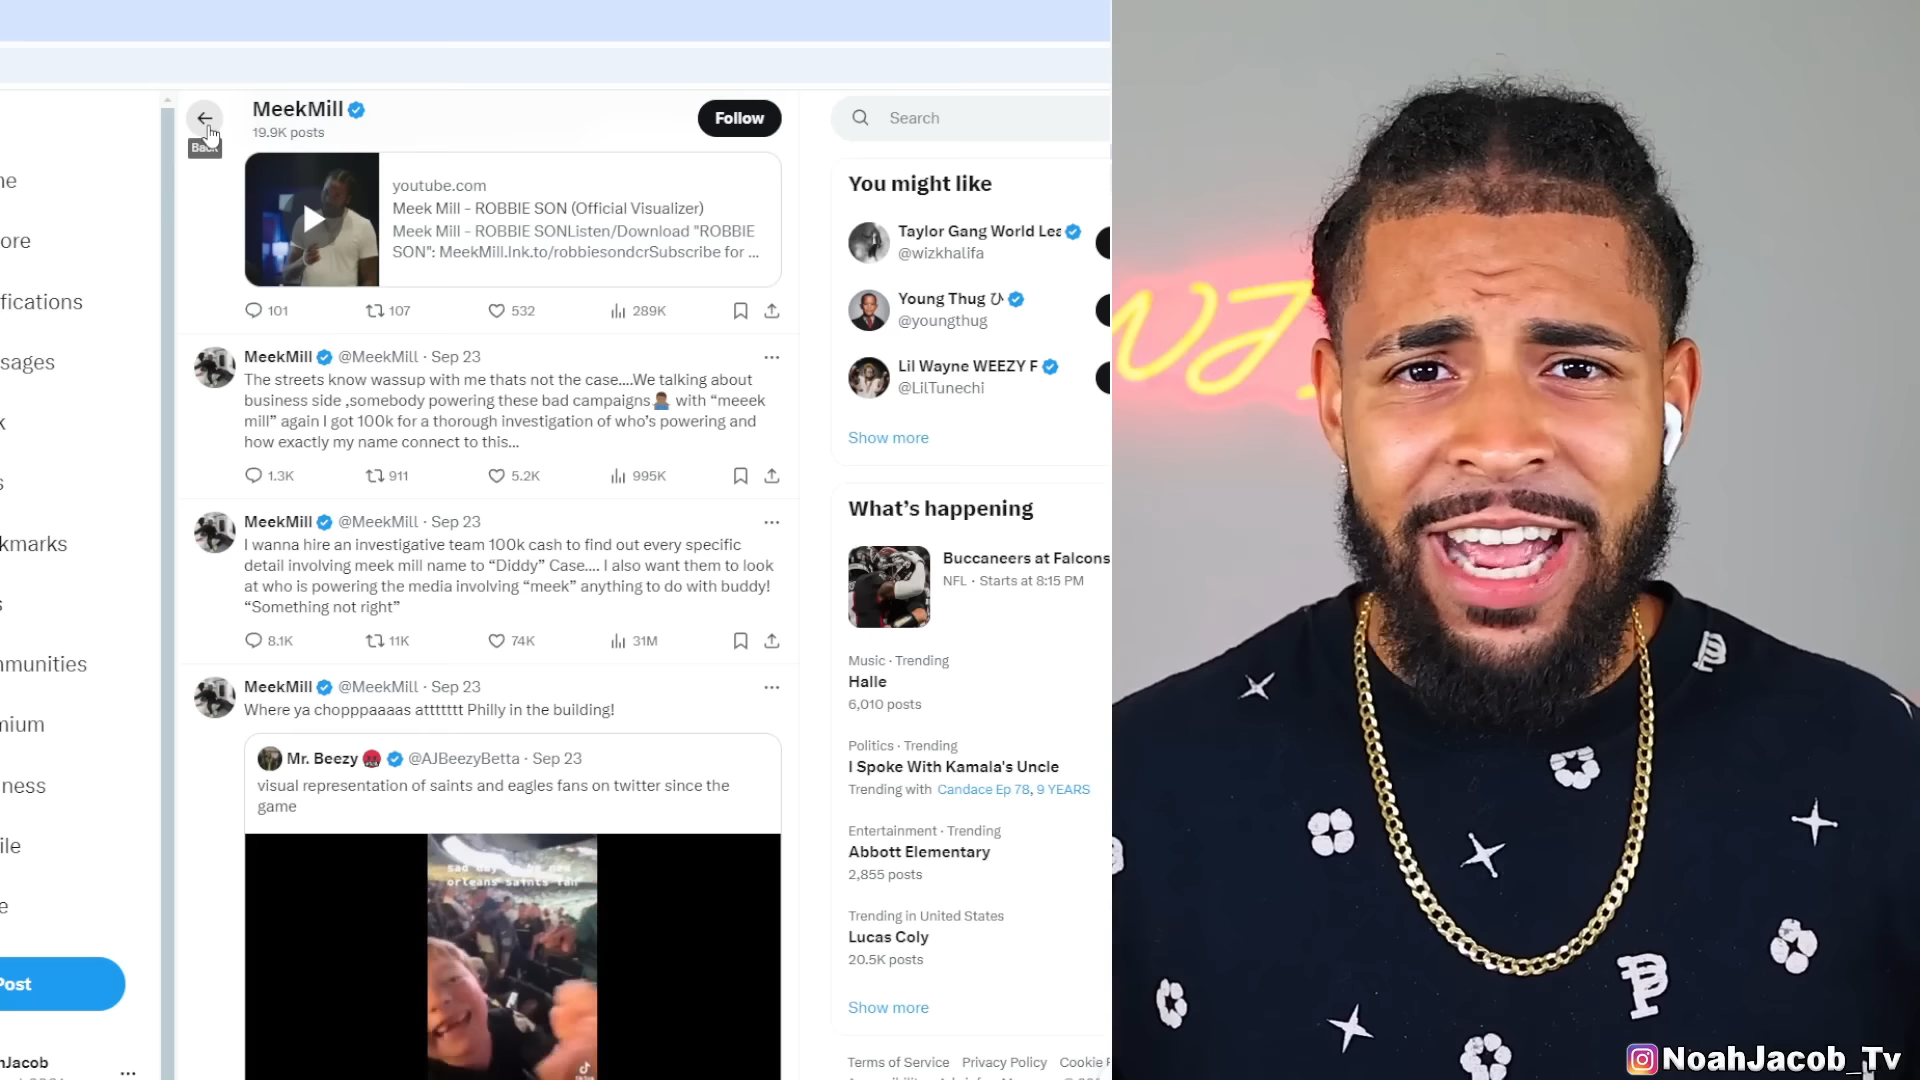 MeekMill
19.9K posts
Follow
Back
Search
youtube.com
Meek Mill - ROBBIE SON (Official Visualizer)
Meek Mill - ROBBIE SONListen/Download "ROBBIE
SON": MeekMill.lnk.to/robbiesondcrSubscribe for ...
101 107 532 289K
MeekMill @MeekMill · Sep 23
The streets know wassup with me thats not the case....We talking about
business side ,somebody powering these bad campaigns🤷🏾‍♂️ with “meeek
mill” again I got 100k for a thorough investigation of who’s powering and
how exactly my name connect to this...
1.3K 911 5.2K 995K
MeekMill @MeekMill · Sep 23
I wanna hire an investigative team 100k cash to find out every specific
detail involving meek mill name to “Diddy” Case.... I also want them to look
at who is powering the media involving “meek” anything to do with buddy!
“Something not right”
8.1K 11K 74K 31M
MeekMill @MeekMill · Sep 23
Where ya chopppaaaas attttttt Philly in the building!
Mr. Beezy @AJBeezyBetta · Sep 23
visual representation of saints and eagles fans on twitter since the
game
orleans saints fan
You might like
Taylor Gang World Lea
@wizkhalifa
Young Thug ひ
@youngthug
Lil Wayne WEEZY F
@LilTunechi
Show more
What’s happening
Buccaneers at Falcons
NFL · Starts at 8:15 PM
Music · Trending
Halle
6,010 posts
Politics · Trending
I Spoke With Kamala's Uncle
Trending with Candace Ep 78, 9 YEARS
Entertainment · Trending
Abbott Elementary
2,855 posts
Trending in United States
Lucas Coly
20.5K posts
Show more
Terms of Service Privacy Policy Cookie P
ne
ore
fications
sages
k
s
kmarks
s
nmunities
mium
ness
ile
e
Post
nJacob
NoahJacob_Tv